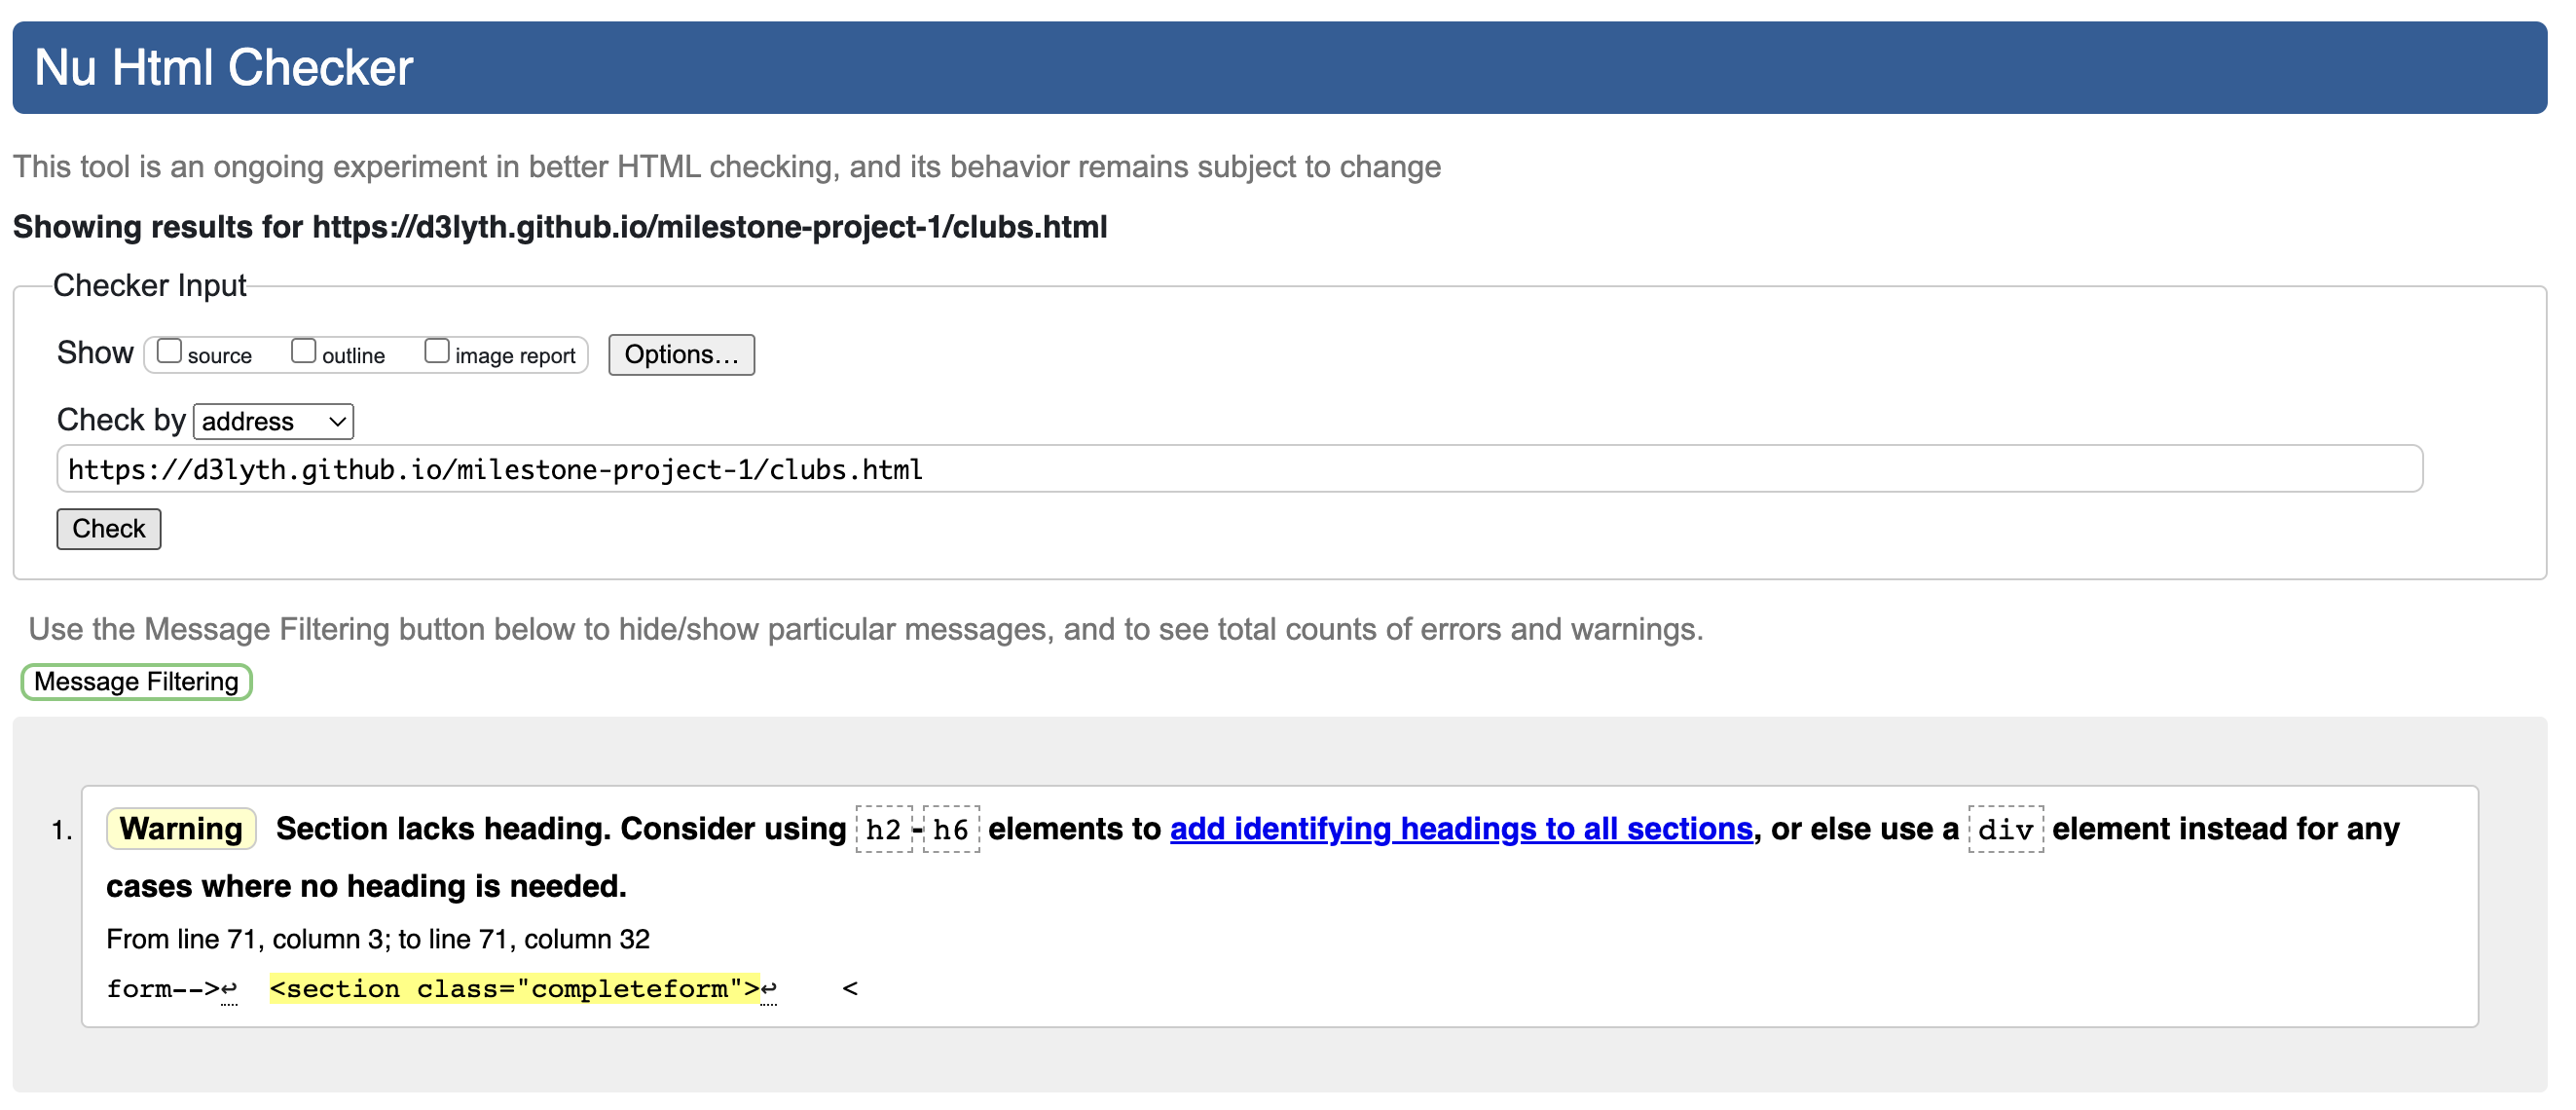 Nu Html Checker
This tool is an ongoing experiment in better HTML checking, and its behavior remains subject to change
Showing results for https://d3lyth.github.io/milestone-project-1/clubs.html
Checker Input
Show source outline image report Options...
Check by address
https://d3lyth.github.io/milestone-project-1/clubs.html
Check
Use the Message Filtering button below to hide/show particular messages, and to see total counts of errors and warnings.
Message Filtering
1. Warning Section lacks heading. Consider using h2-h6 elements to add identifying headings to all sections, or else use a div element instead for any
cases where no heading is needed.
From line 71, column 3; to line 71, column 32
form-->↩ <section class="completeform">↩ <